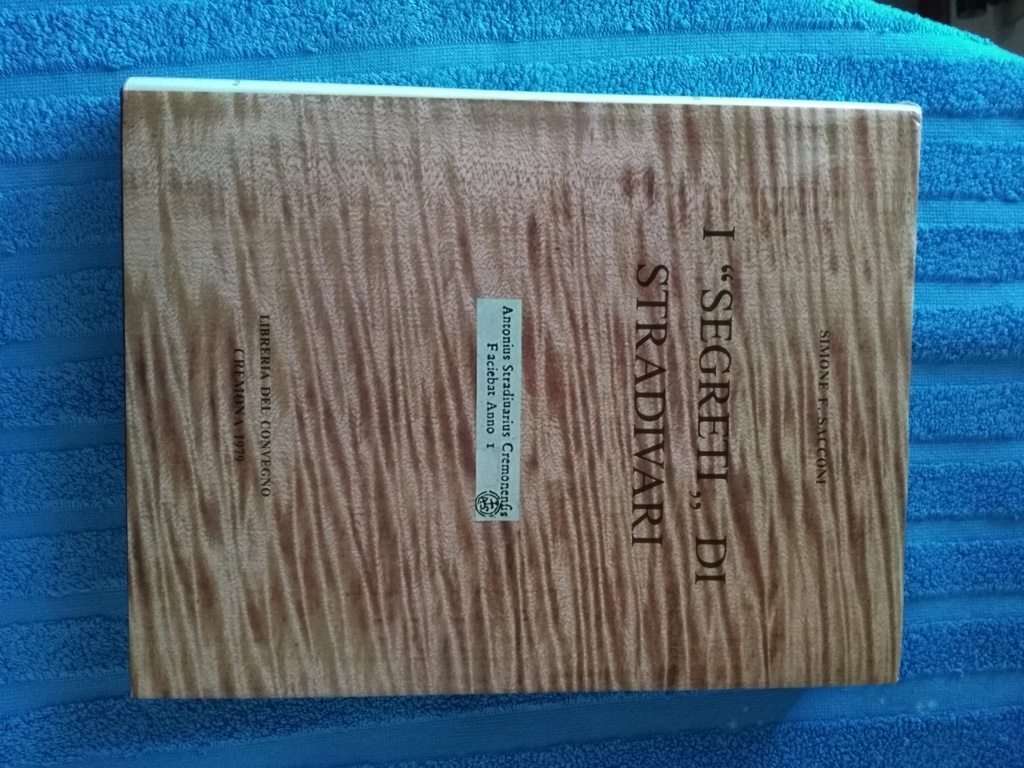 SIMONE F. SACCONI
I “SEGRETI„ DI
STRADIVARI
Antonius Stradiuarius Cremonenſis
Faciebat Anno 1
LIBRERIA DEL CONVEGNO
CREMONA 1979